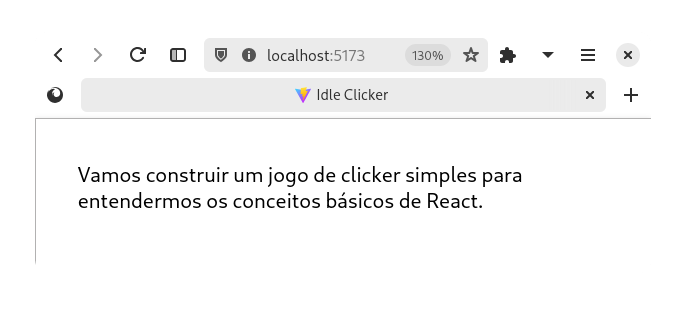 localhost:5173
130%
Idle Clicker
Vamos construir um jogo de clicker simples para
entendermos os conceitos básicos de React.